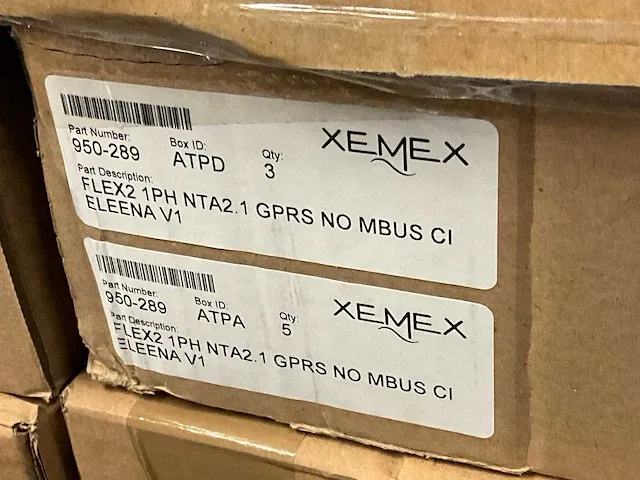 Part Number:
950-289
Box ID:
ATPD
Qty:
3
XEMEX
Part Description:
FLEX2 1PH NTA2.1 GPRS NO MBUS CI
ELEENA V1
Part Number:
950-289
Box ID:
ATPA
Qty:
5
XEMEX
Part Description:
FLEX2 1PH NTA2.1 GPRS NO MBUS CI
ELEENA V1